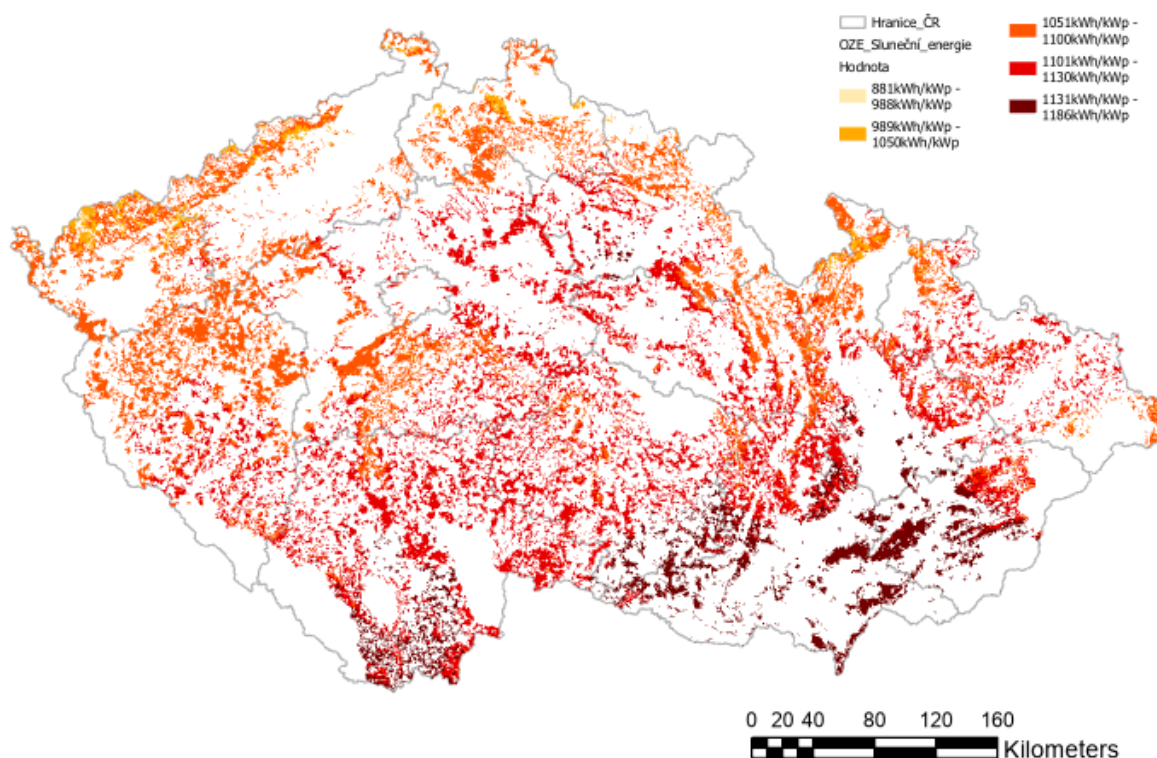 Hranice_ČR
OZE_Sluneční_energie
Hodnota
881kWh/kWp -
988kWh/kWp
989kWh/kWp -
1050kWh/kWp
1051kWh/kWp -
1100kWh/kWp
1101kWh/kWp -
1130kWh/kWp
1131kWh/kWp -
1186kWh/kWp
0 20 40 80 120 160
Kilometers